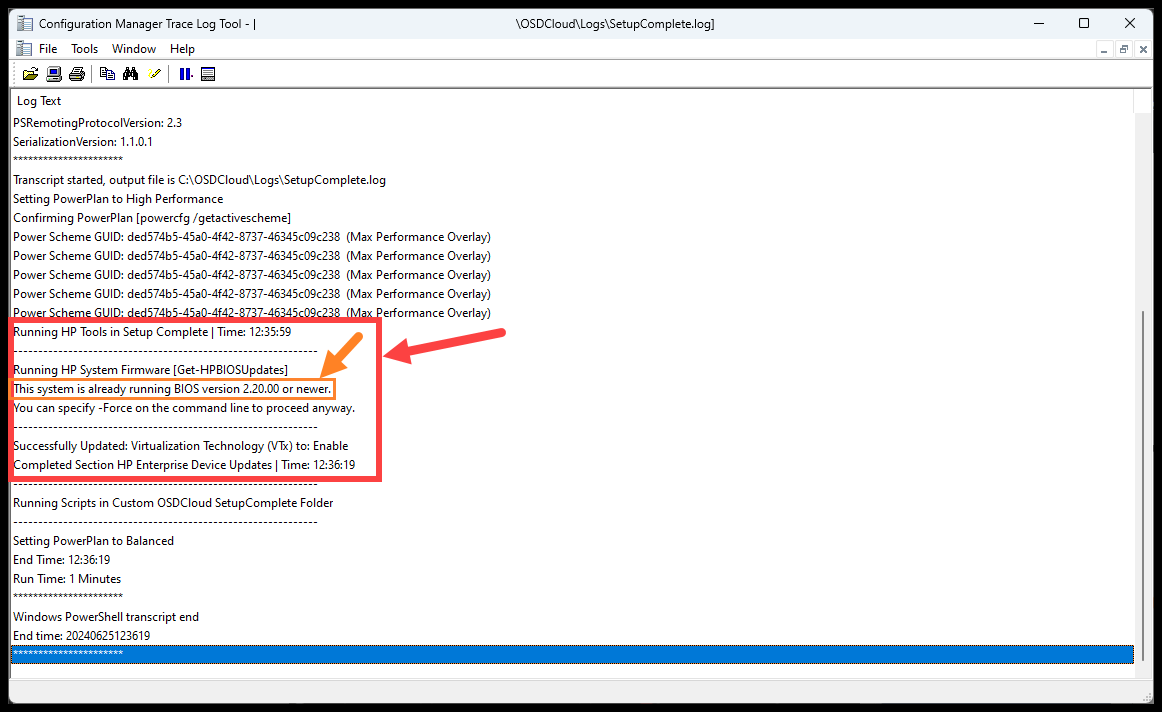 Configuration Manager Trace Log Tool - | \OSDCloud\Logs\SetupComplete.log]
File Tools Window Help
Log Text
PSRemotingProtocolVersion: 2.3
SerializationVersion: 1.1.0.1
**********************
Transcript started, output file is C:\OSDCloud\Logs\SetupComplete.log
Setting PowerPlan to High Performance
Confirming PowerPlan [powercfg /getactivescheme]
Power Scheme GUID: ded574b5-45a0-4f42-8737-46345c09c238 (Max Performance Overlay)
Power Scheme GUID: ded574b5-45a0-4f42-8737-46345c09c238 (Max Performance Overlay)
Power Scheme GUID: ded574b5-45a0-4f42-8737-46345c09c238 (Max Performance Overlay)
Power Scheme GUID: ded574b5-45a0-4f42-8737-46345c09c238 (Max Performance Overlay)
Power Scheme GUID: ded574b5-45a0-4f42-8737-46345c09c238 (Max Performance Overlay)
Running HP Tools in Setup Complete | Time: 12:35:59
-------------------------------------------------------------
Running HP System Firmware [Get-HPBIOSUpdates]
This system is already running BIOS version 2.20.00 or newer.
You can specify -Force on the command line to proceed anyway.
-------------------------------------------------------------
Successfully Updated: Virtualization Technology (VTx) to: Enable
Completed Section HP Enterprise Device Updates | Time: 12:36:19
-------------------------------------------------------------
Running Scripts in Custom OSDCloud SetupComplete Folder
-------------------------------------------------------------
Setting PowerPlan to Balanced
End Time: 12:36:19
Run Time: 1 Minutes
**********************
Windows PowerShell transcript end
End time: 20240625123619
**********************